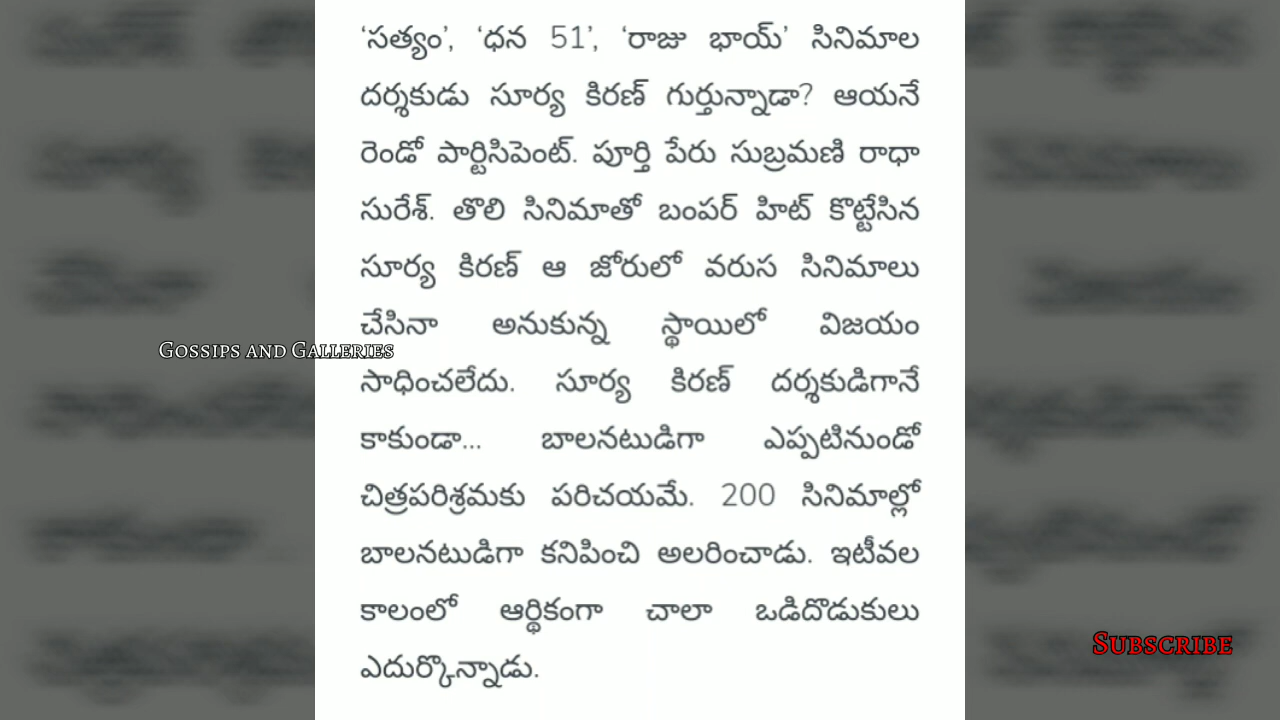 ‘సత్యం’, ‘ధన 51’, ‘రాజు భాయ్’ సినిమాల
దర్శకుడు సూర్య కిరణ్ గుర్తున్నాడా? ఆయనే
రెండో పార్టిసిపెంట్. పూర్తి పేరు సుబ్రమణి రాధా
సురేశ్. తొలి సినిమాతో బంపర్ హిట్ కొట్టేసిన
సూర్య కిరణ్ ఆ జోరులో వరుస సినిమాలు
చేసినా అనుకున్న స్థాయిలో విజయం
GOSSIPS AND GALLERIES
సాధించలేదు. సూర్య కిరణ్ దర్శకుడిగానే
కాకుండా... బాలనటుడిగా ఎప్పటినుండో
చిత్రపరిశ్రమకు పరిచయమే. 200 సినిమాల్లో
బాలనటుడిగా కనిపించి అలరించాడు. ఇటీవల
కాలంలో ఆర్థికంగా చాలా ఒడిదొడుకులు
SUBSCRIBE
ఎదుర్కొన్నాడు.